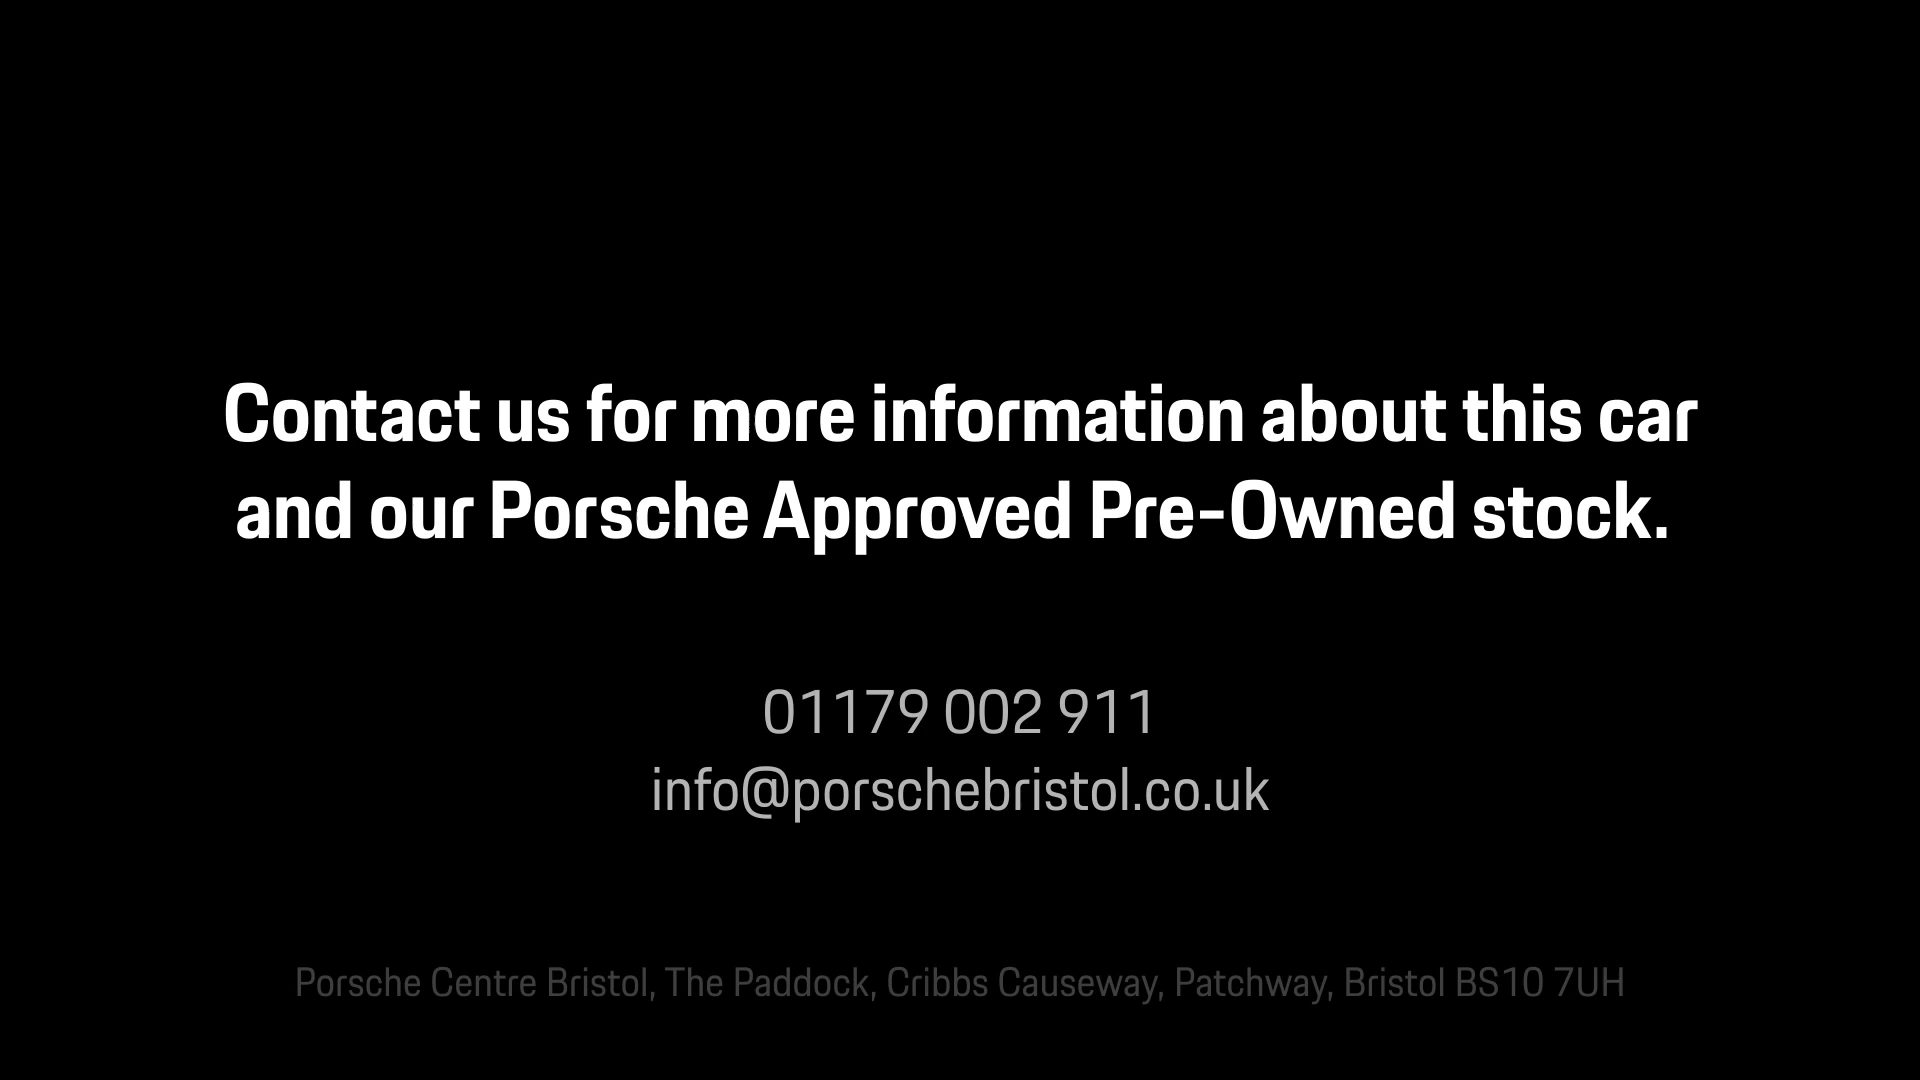 Contact us for more information about this car
and our Porsche Approved Pre-Owned stock.
01179 002 911
info@porschebristol.co.uk
Porsche Centre Bristol, The Paddock, Cribbs Causeway, Patchway, Bristol BS10 7UH